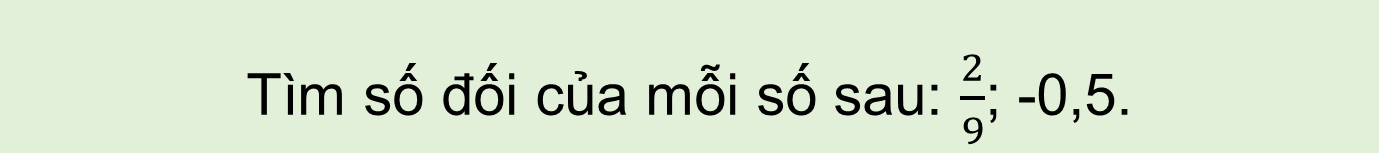 Tìm số đối của mỗi số sau: 2/9; -0,5.